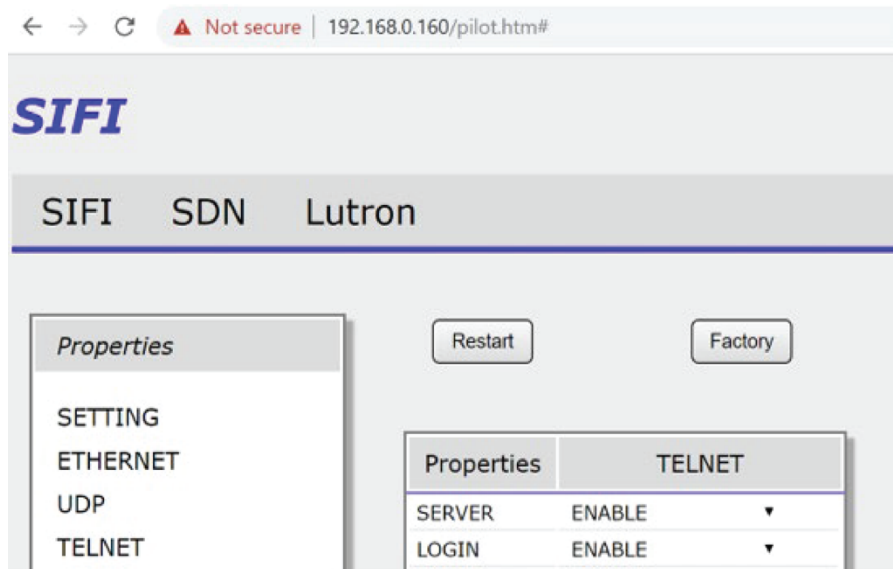 Not secure | 192.168.0.160/pilot.htm#
SIFI
SIFI SDN Lutron
Properties
SETTING
ETHERNET
UDP
TELNET
Restart Factory
Properties TELNET
SERVER ENABLE
LOGIN ENABLE